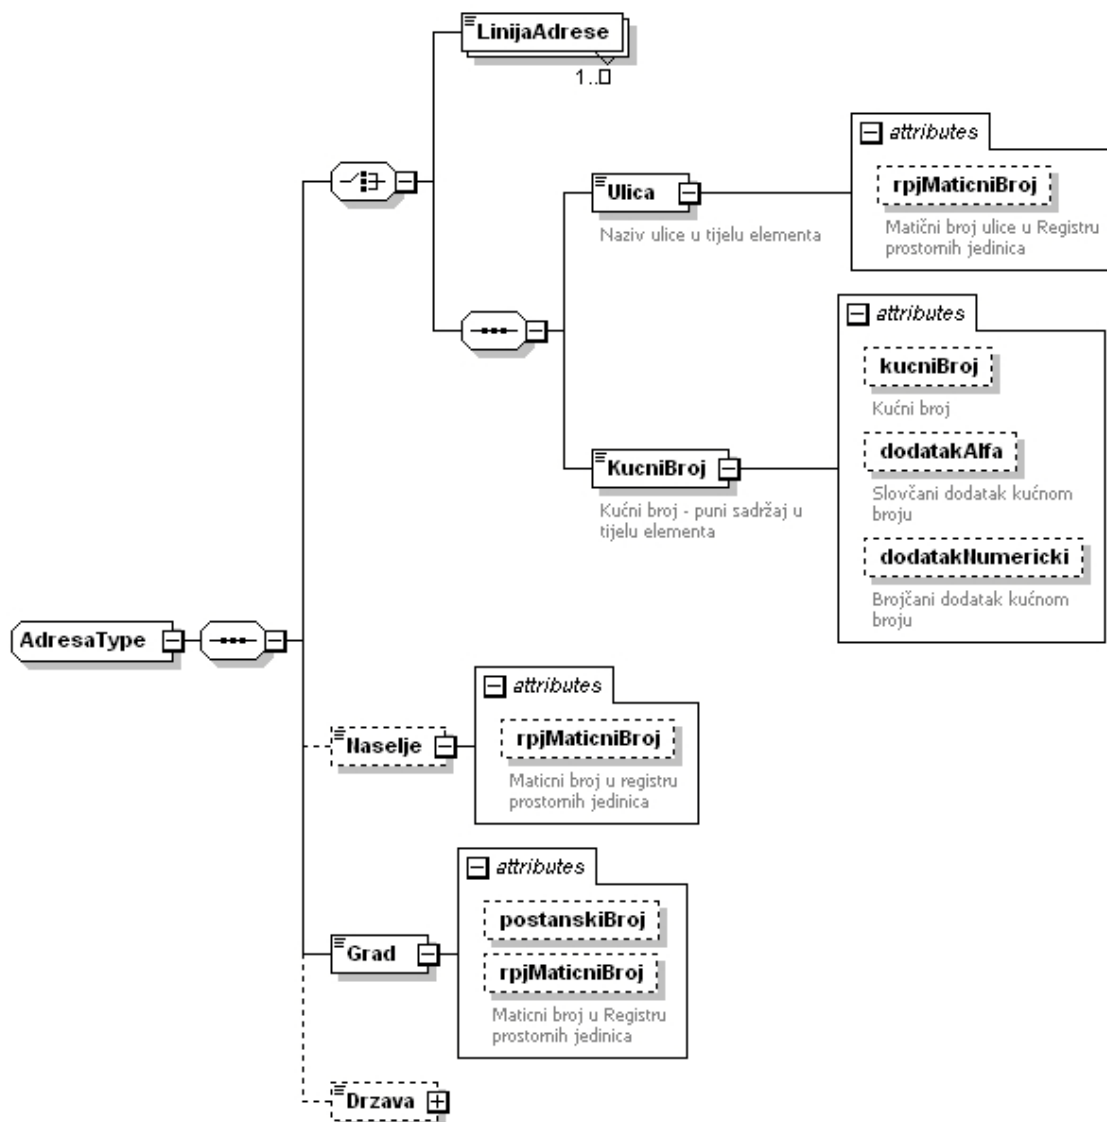 LinijaAdrese
1..
attributes
rpjMaticniBroj
Matični broj ulice u Registru
prostornih jedinica
Ulica
Naziv ulice u tijelu elementa
attributes
kucniBroj
Kućni broj
dodatakAlfa
Slovčani dodatak kućnom
broju
dodatakNumericki
Brojčani dodatak kućnom
broju
KucniBroj
Kućni broj - puni sadržaj u
tijelu elementa
AdresaType
attributes
Naselje
rpjMaticniBroj
Maticni broj u registru
prostornih jedinica
attributes
postanskiBroj
Grad
rpjMaticniBroj
Maticni broj u Registru
prostornih jedinica
Drzava